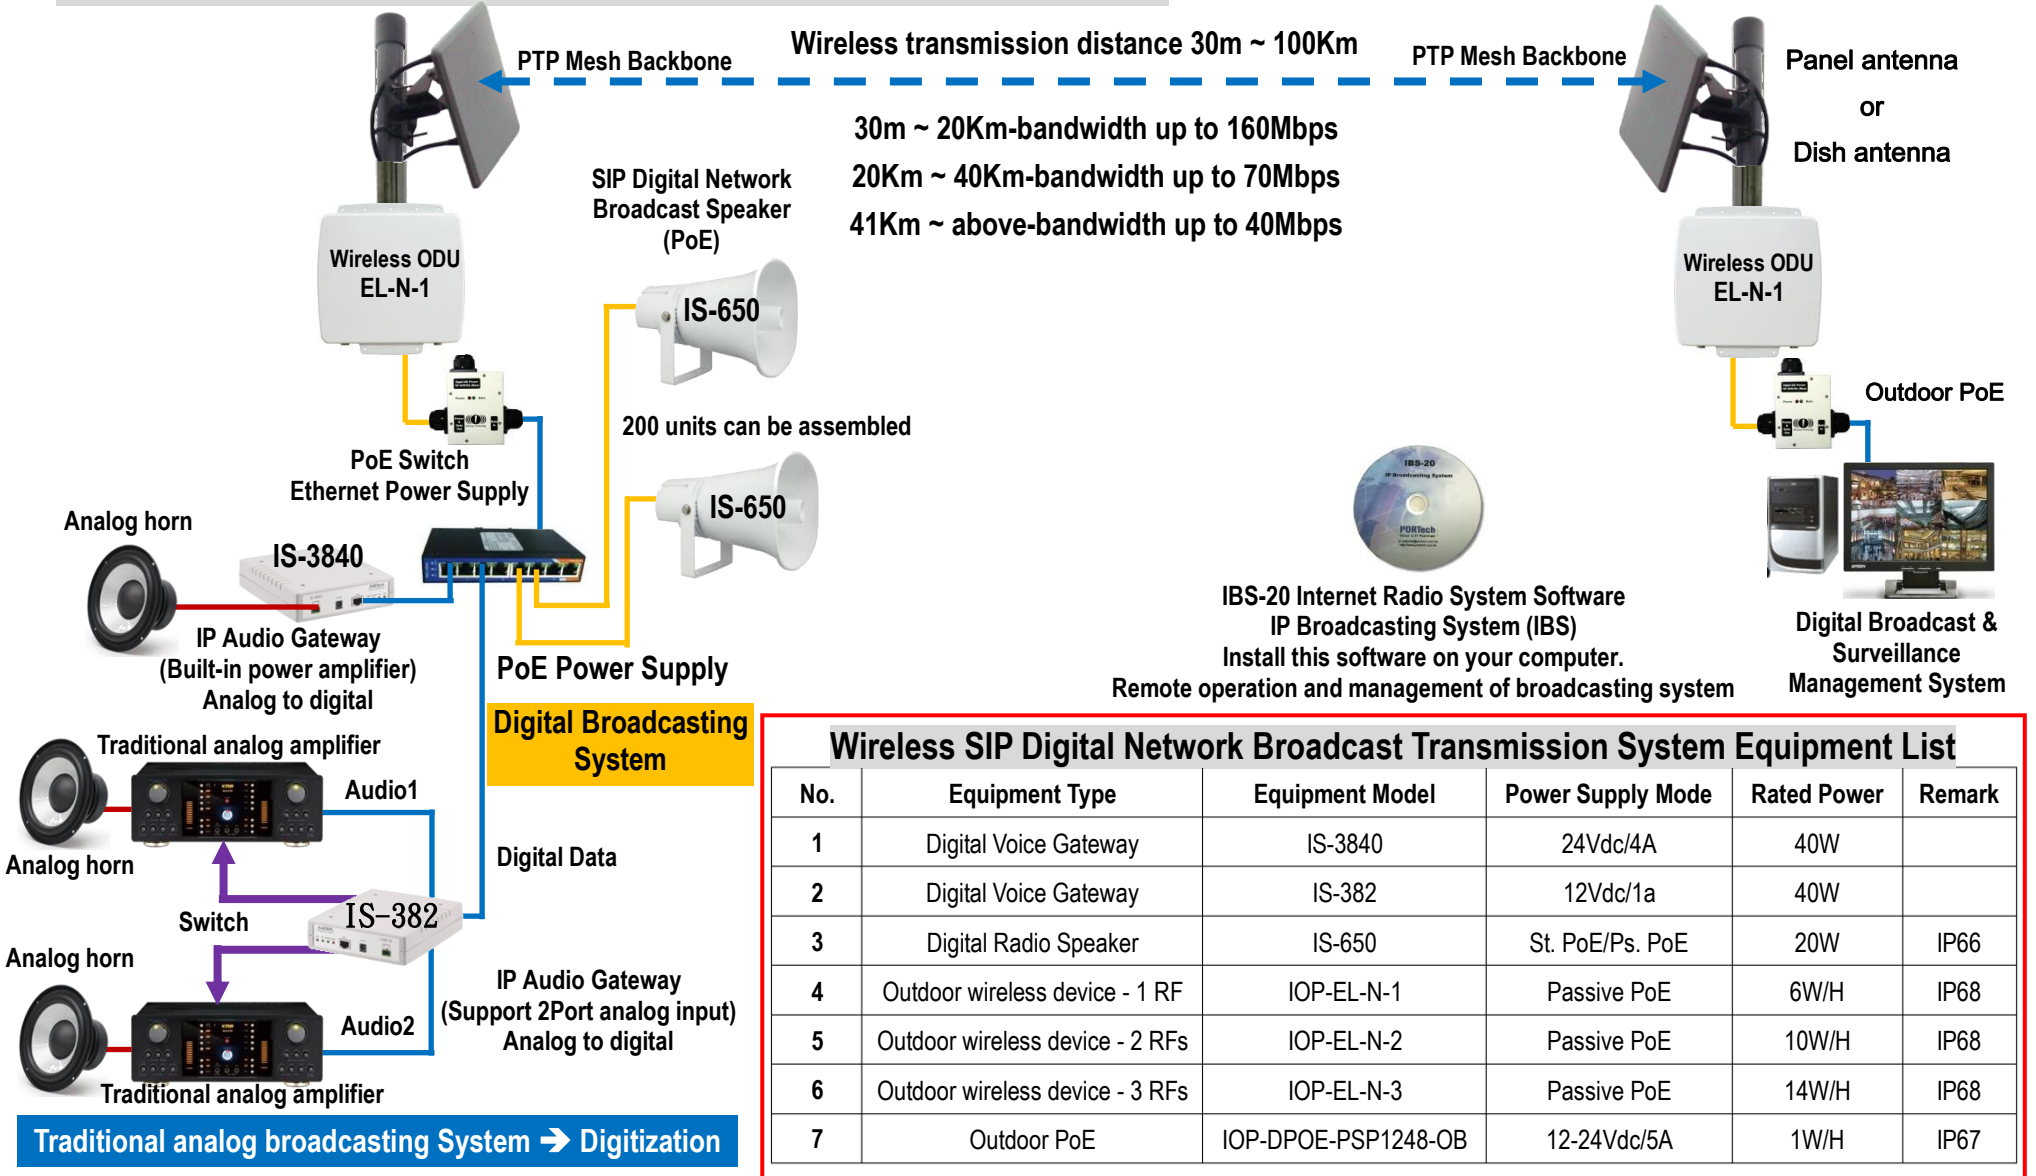 Wireless transmission distance 30m ~ 100Km
PTP Mesh Backbone
PTP Mesh Backbone
Panel antenna
or
Dish antenna
30m ~ 20Km-bandwidth up to 160Mbps
20Km ~ 40Km-bandwidth up to 70Mbps
41Km ~ above-bandwidth up to 40Mbps
SIP Digital Network
Broadcast Speaker
(PoE)
Wireless ODU
EL-N-1
Wireless ODU
EL-N-1
IS-650
200 units can be assembled
IS-650
Outdoor PoE
PoE Switch
Ethernet Power Supply
Analog horn
IS-3840
IP Audio Gateway
(Built-in power amplifier)
Analog to digital
PoE Power Supply
IBS-20
IP Broadcasting System
PORTech
IBS-20 Internet Radio System Software
IP Broadcasting System (IBS)
Install this software on your computer.
Remote operation and management of broadcasting system
Digital Broadcast &
Surveillance
Management System
Digital Broadcasting
System
Traditional analog amplifier
Audio1
Analog horn
Digital Data
Switch
IS-382
Analog horn
IP Audio Gateway
(Support 2Port analog input)
Analog to digital
Audio2
Traditional analog amplifier
Traditional analog broadcasting System ➔ Digitization
Wireless SIP Digital Network Broadcast Transmission System Equipment List
No. Equipment Type Equipment Model Power Supply Mode Rated Power Remark
1 Digital Voice Gateway IS-3840 24Vdc/4A 40W
2 Digital Voice Gateway IS-382 12Vdc/1a 40W
3 Digital Radio Speaker IS-650 St. PoE/Ps. PoE 20W IP66
4 Outdoor wireless device - 1 RF IOP-EL-N-1 Passive PoE 6W/H IP68
5 Outdoor wireless device - 2 RFs IOP-EL-N-2 Passive PoE 10W/H IP68
6 Outdoor wireless device - 3 RFs IOP-EL-N-3 Passive PoE 14W/H IP68
7 Outdoor PoE IOP-DPOE-PSP1248-OB 12-24Vdc/5A 1W/H IP67